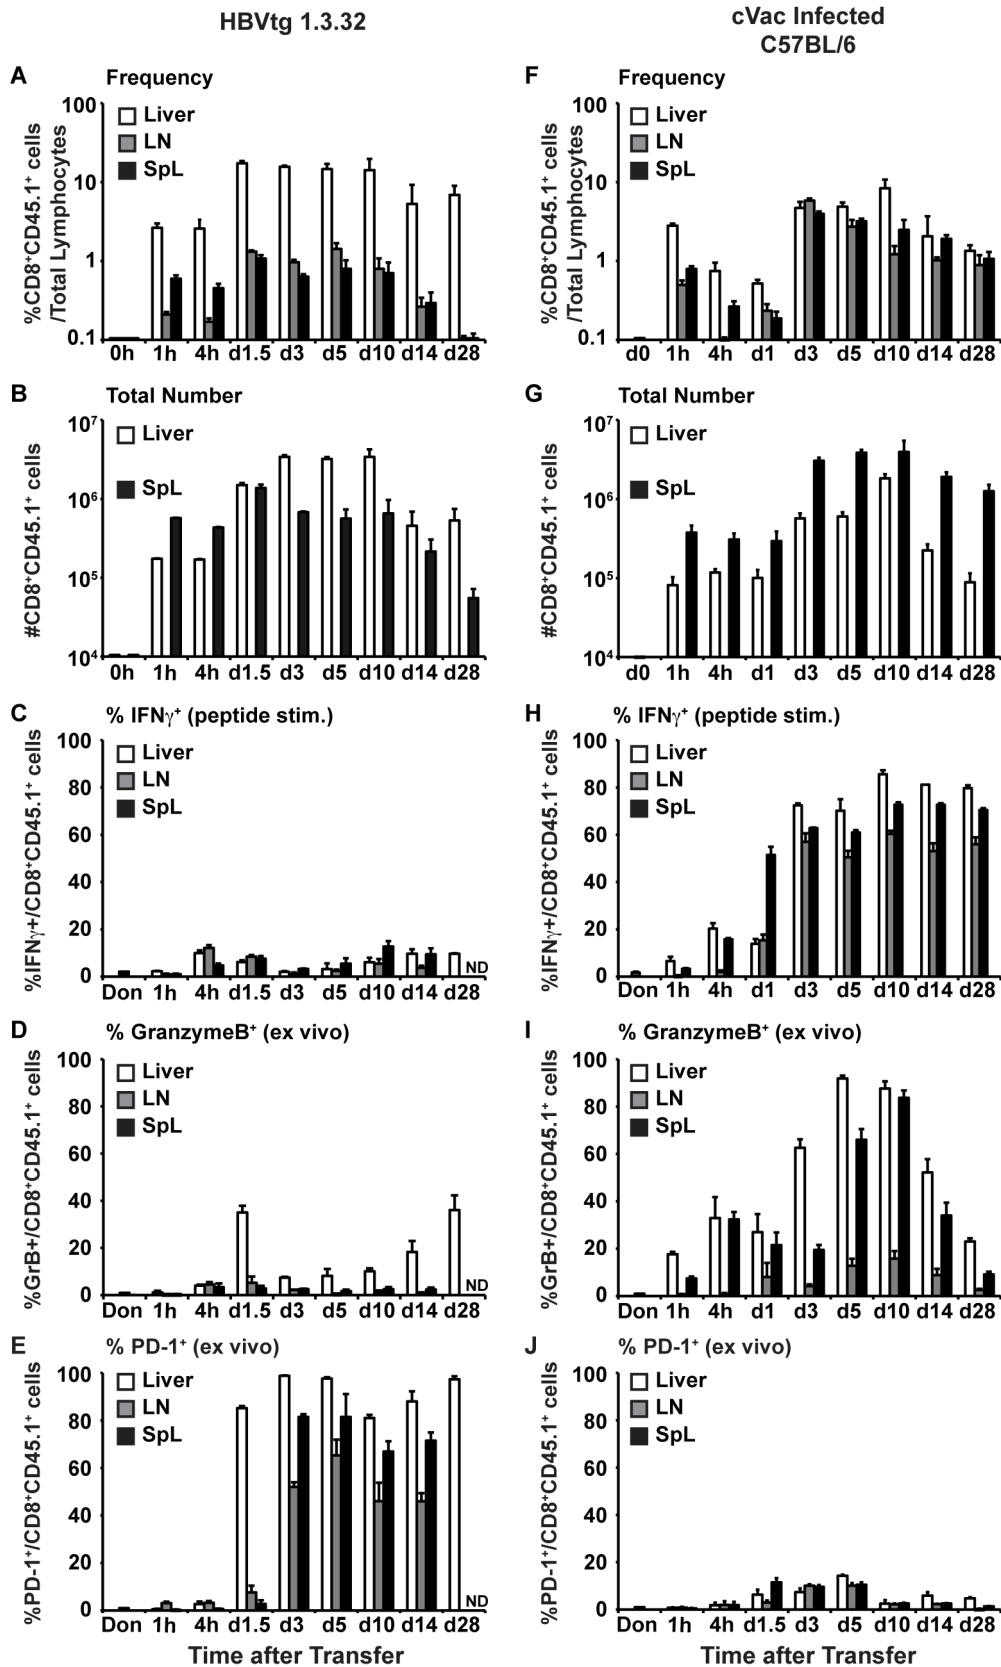 HBVtg 1.3.32
cVac Infected
C57BL/6
A Frequency
%CD8⁺CD45.1⁺ cells
/Total Lymphocytes
100
10
1
0.1
Liver
LN
SpL
0h 1h 4h d1.5 d3 d5 d10 d14 d28
B Total Number
#CD8⁺CD45.1⁺ cells
10⁷
10⁶
10⁵
10⁴
Liver
SpL
0h 1h 4h d1.5 d3 d5 d10 d14 d28
C % IFNγ⁺ (peptide stim.)
%IFNγ+/CD8⁺CD45.1⁺ cells
100
80
60
40
20
0
Liver
LN
SpL
ND
Don 1h 4h d1.5 d3 d5 d10 d14 d28
D % GranzymeB⁺ (ex vivo)
%GrB+/CD8⁺CD45.1⁺ cells
100
80
60
40
20
0
Liver
LN
SpL
ND
Don 1h 4h d1.5 d3 d5 d10 d14 d28
E % PD-1⁺ (ex vivo)
%PD-1⁺/CD8⁺CD45.1⁺ cells
100
80
60
40
20
0
Liver
LN
SpL
ND
Don 1h 4h d1.5 d3 d5 d10 d14 d28
Time after Transfer
F Frequency
%CD8⁺CD45.1⁺ cells
/Total Lymphocytes
100
10
1
0.1
Liver
LN
SpL
d0 1h 4h d1 d3 d5 d10 d14 d28
G Total Number
#CD8⁺CD45.1⁺ cells
10⁷
10⁶
10⁵
10⁴
Liver
SpL
d0 1h 4h d1 d3 d5 d10 d14 d28
H % IFNγ⁺ (peptide stim.)
%IFNγ+/CD8⁺CD45.1⁺ cells
100
80
60
40
20
0
Liver
LN
SpL
Don 1h 4h d1 d3 d5 d10 d14 d28
I % GranzymeB⁺ (ex vivo)
%GrB+/CD8⁺CD45.1⁺ cells
100
80
60
40
20
0
Liver
LN
SpL
Don 1h 4h d1 d3 d5 d10 d14 d28
J % PD-1⁺ (ex vivo)
%PD-1⁺/CD8⁺CD45.1⁺ cells
100
80
60
40
20
0
Liver
LN
SpL
Don 1h 4h d1.5 d3 d5 d10 d14 d28
Time after Transfer